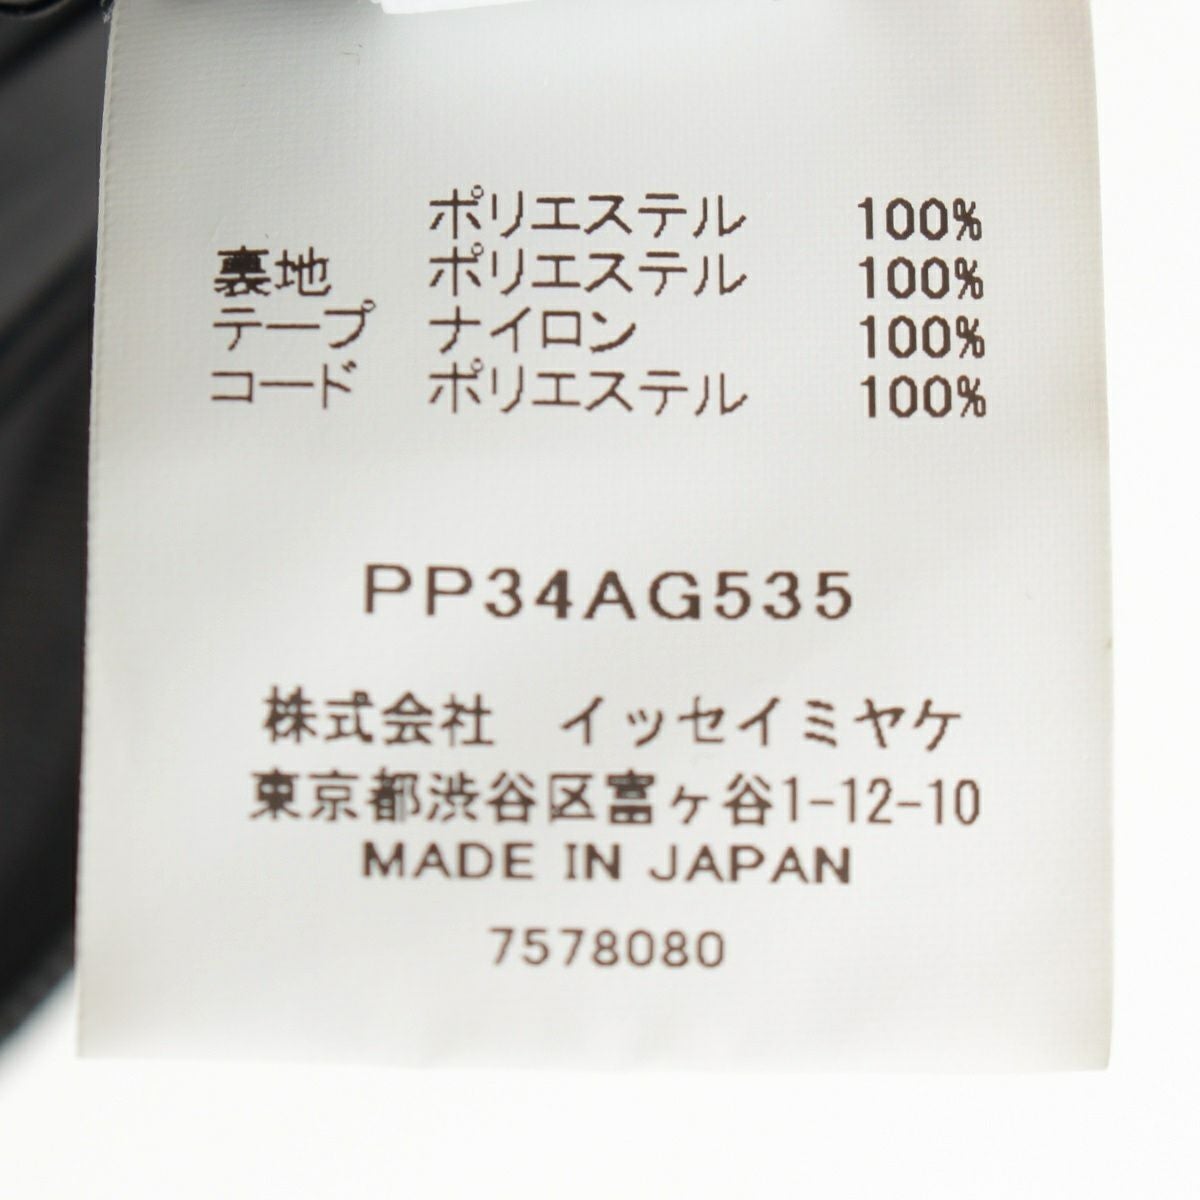 ポリエステル 100%
裏地 ポリエステル 100%
テープ ナイロン 100%
コード ポリエステル 100%
PP34AG535
株式会社 イッセイミヤケ
東京都渋谷区富ヶ谷1-12-10
MADE IN JAPAN
7578080